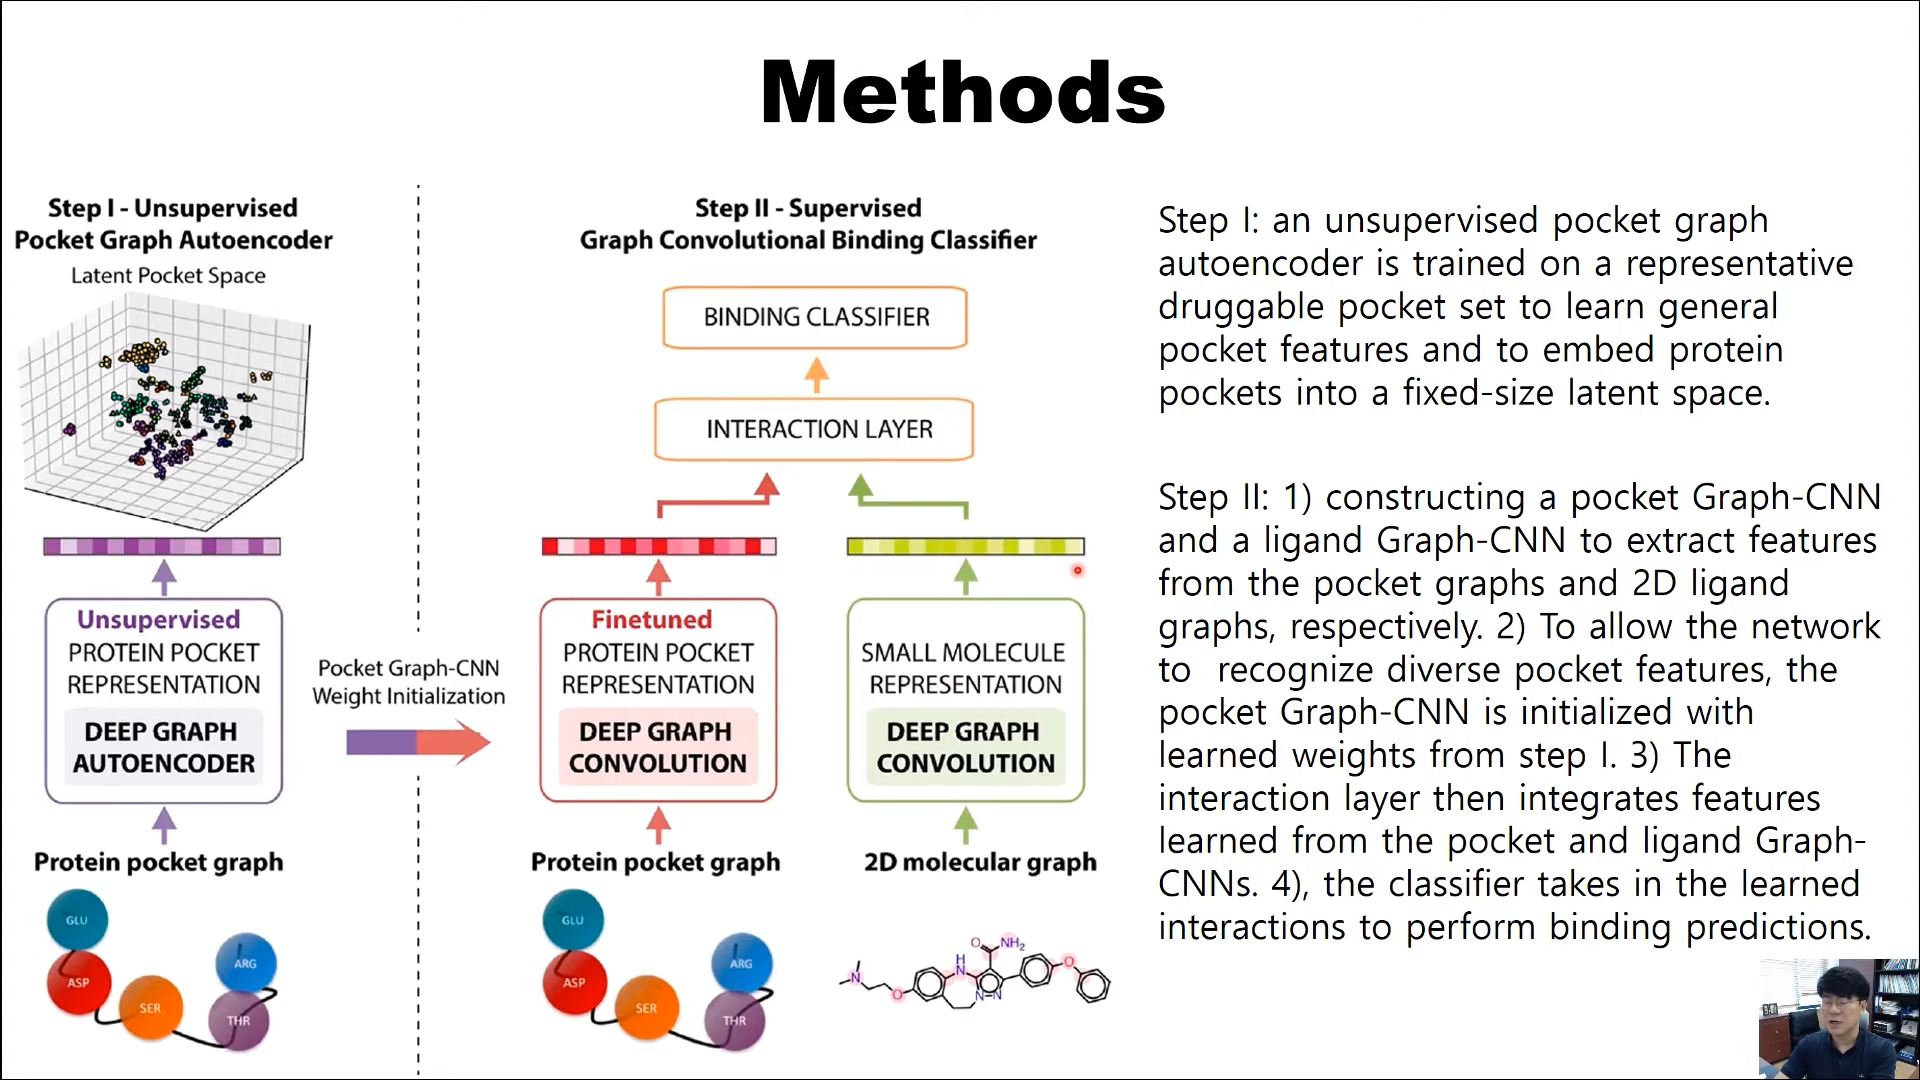 Methods
Step I - Unsupervised
Pocket Graph Autoencoder
Latent Pocket Space
Unsupervised
PROTEIN POCKET
REPRESENTATION
DEEP GRAPH
AUTOENCODER
Protein pocket graph
GLU
ASP
SER
THR
ARG
Pocket Graph-CNN
Weight Initialization
Step II - Supervised
Graph Convolutional Binding Classifier
BINDING CLASSIFIER
INTERACTION LAYER
Finetuned
PROTEIN POCKET
REPRESENTATION
DEEP GRAPH
CONVOLUTION
Protein pocket graph
GLU
ASP
SER
THR
ARG
SMALL MOLECULE
REPRESENTATION
DEEP GRAPH
CONVOLUTION
2D molecular graph
O
NH₂
H
N
N
O
N
N
O
Step I: an unsupervised pocket graph
autoencoder is trained on a representative
druggable pocket set to learn general
pocket features and to embed protein
pockets into a fixed-size latent space.
Step II: 1) constructing a pocket Graph-CNN
and a ligand Graph-CNN to extract features
from the pocket graphs and 2D ligand
graphs, respectively. 2) To allow the network
to recognize diverse pocket features, the
pocket Graph-CNN is initialized with
learned weights from step I. 3) The
interaction layer then integrates features
learned from the pocket and ligand Graph-
CNNs. 4), the classifier takes in the learned
interactions to perform binding predictions.